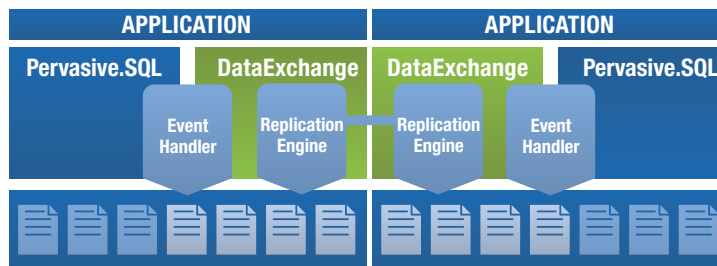 APPLICATION APPLICATION
Pervasive.SQL DataExchange DataExchange Pervasive.SQL
Event Replication Replication Event
Handler Engine Engine Handler